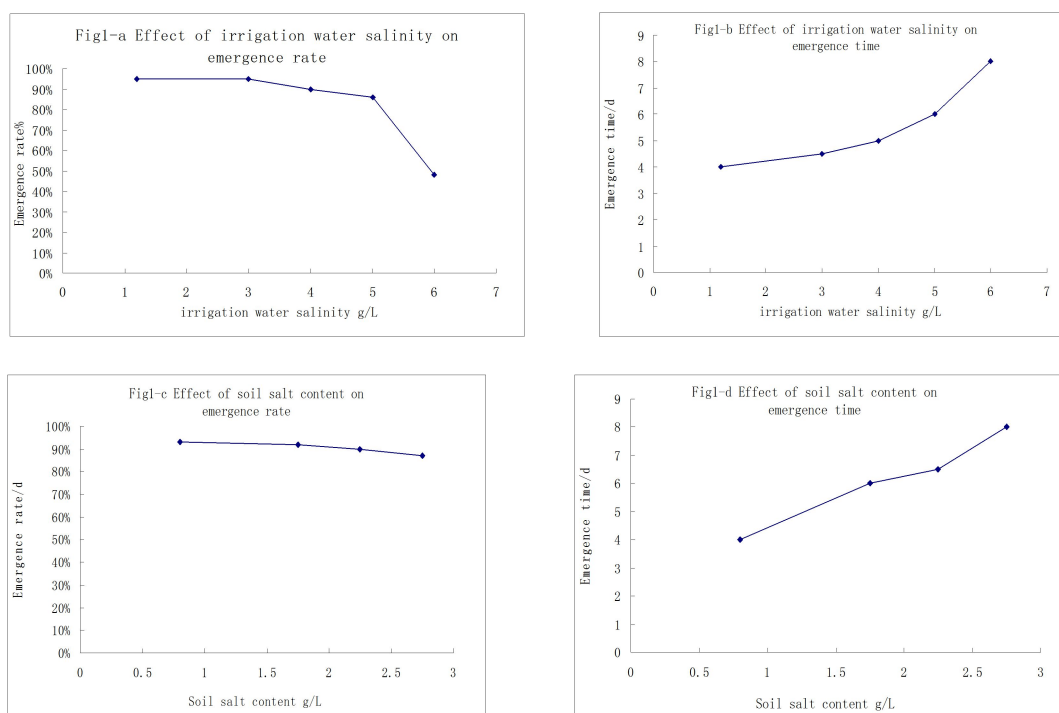 Fig1-a Effect of irrigation water salinity on
emergence rate
100%
90%
80%
70%
60%
50%
40%
30%
20%
10%
0%
Emergence rate%
0 1 2 3 4 5 6 7
irrigation water salinity g/L
Fig1-b Effect of irrigation water salinity on
emergence time
9
8
7
6
5
4
3
2
1
0
Emergence time/d
0 1 2 3 4 5 6 7
irrigation water salinity g/L
Fig1-c Effect of soil salt content on
emergence rate
100%
90%
80%
70%
60%
50%
40%
30%
20%
10%
0%
Emergence rate/d
0 0.5 1 1.5 2 2.5 3
Soil salt content g/L
Fig1-d Effect of soil salt content on
emergence time
9
8
7
6
5
4
3
2
1
0
Emergence time/d
0 0.5 1 1.5 2 2.5 3
Soil salt content g/L